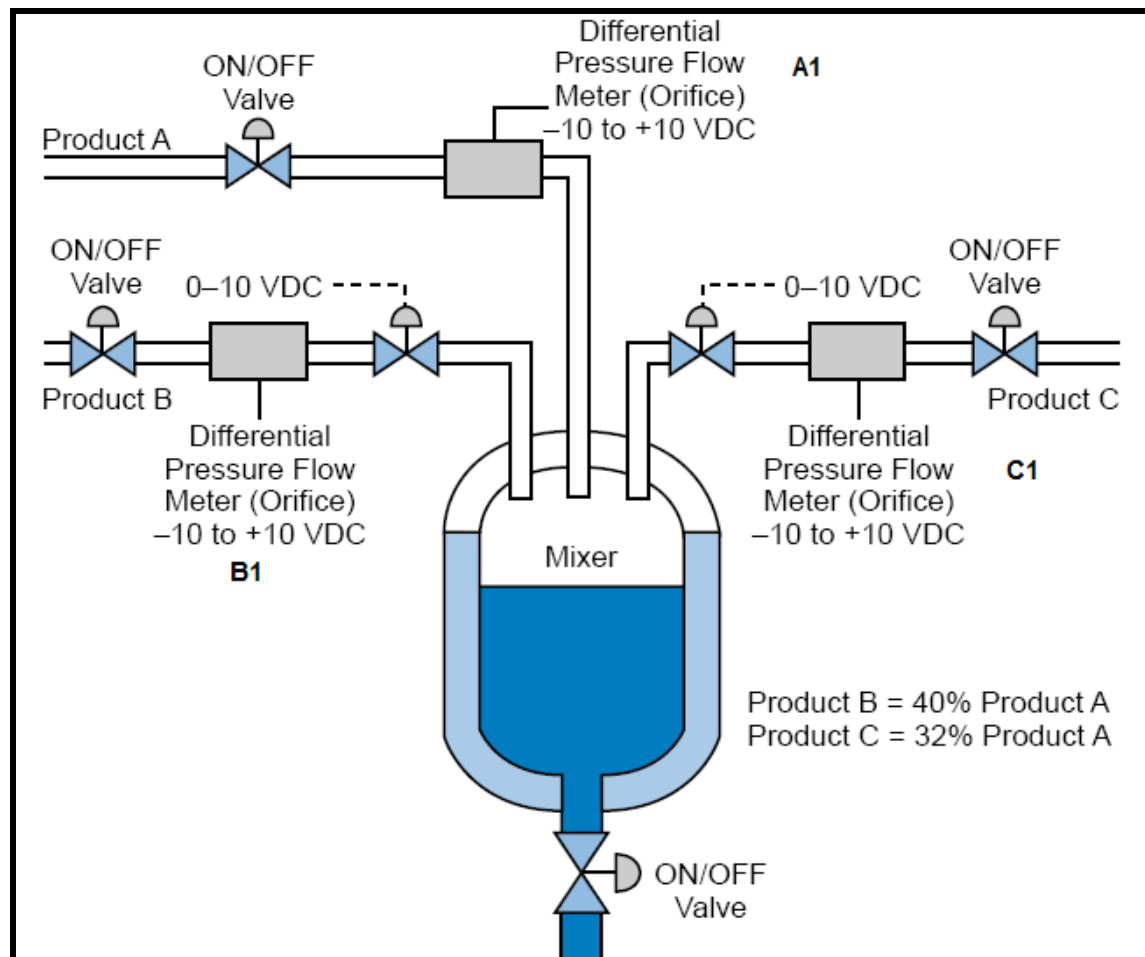 Differential
Pressure Flow
Meter (Orifice)
–10 to +10 VDC
A1
ON/OFF
Valve
Product A
ON/OFF
Valve
0–10 VDC
0–10 VDC
ON/OFF
Valve
Product B
Product C
Differential
Pressure Flow
Meter (Orifice)
–10 to +10 VDC
B1
Differential
Pressure Flow
Meter (Orifice)
–10 to +10 VDC
C1
Mixer
Product B = 40% Product A
Product C = 32% Product A
ON/OFF
Valve